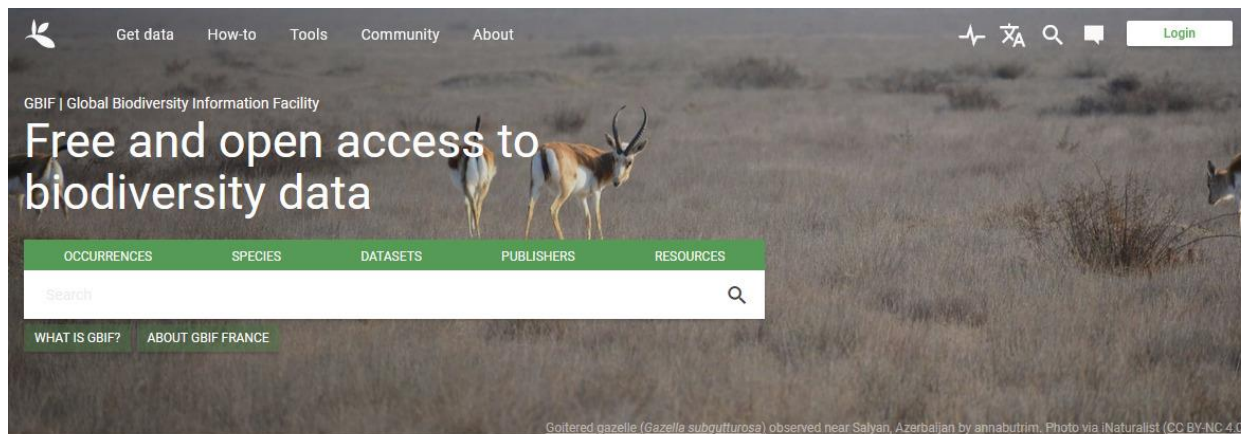 Get data How-to Tools Community About Login
GBIF | Global Biodiversity Information Facility
Free and open access to
biodiversity data
OCCURRENCES SPECIES DATASETS PUBLISHERS RESOURCES
Search
WHAT IS GBIF? ABOUT GBIF FRANCE
Goitered gazelle (Gazella subgutturosa) observed near Salyan, Azerbaijan by annabutrim. Photo via iNaturalist (CC BY-NC 4.0